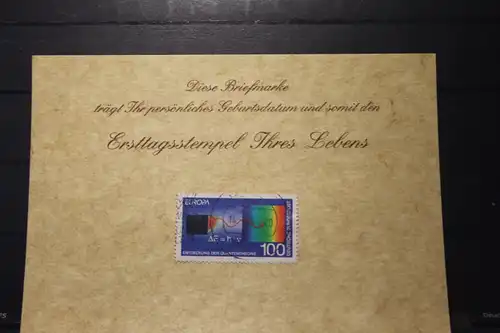 Diese Briefmarke
trägt Ihr persönliches Geburtsdatum und somit den
Ersttagsstempel Ihres Lebens
EUROPA
ΔE = h · ν
100